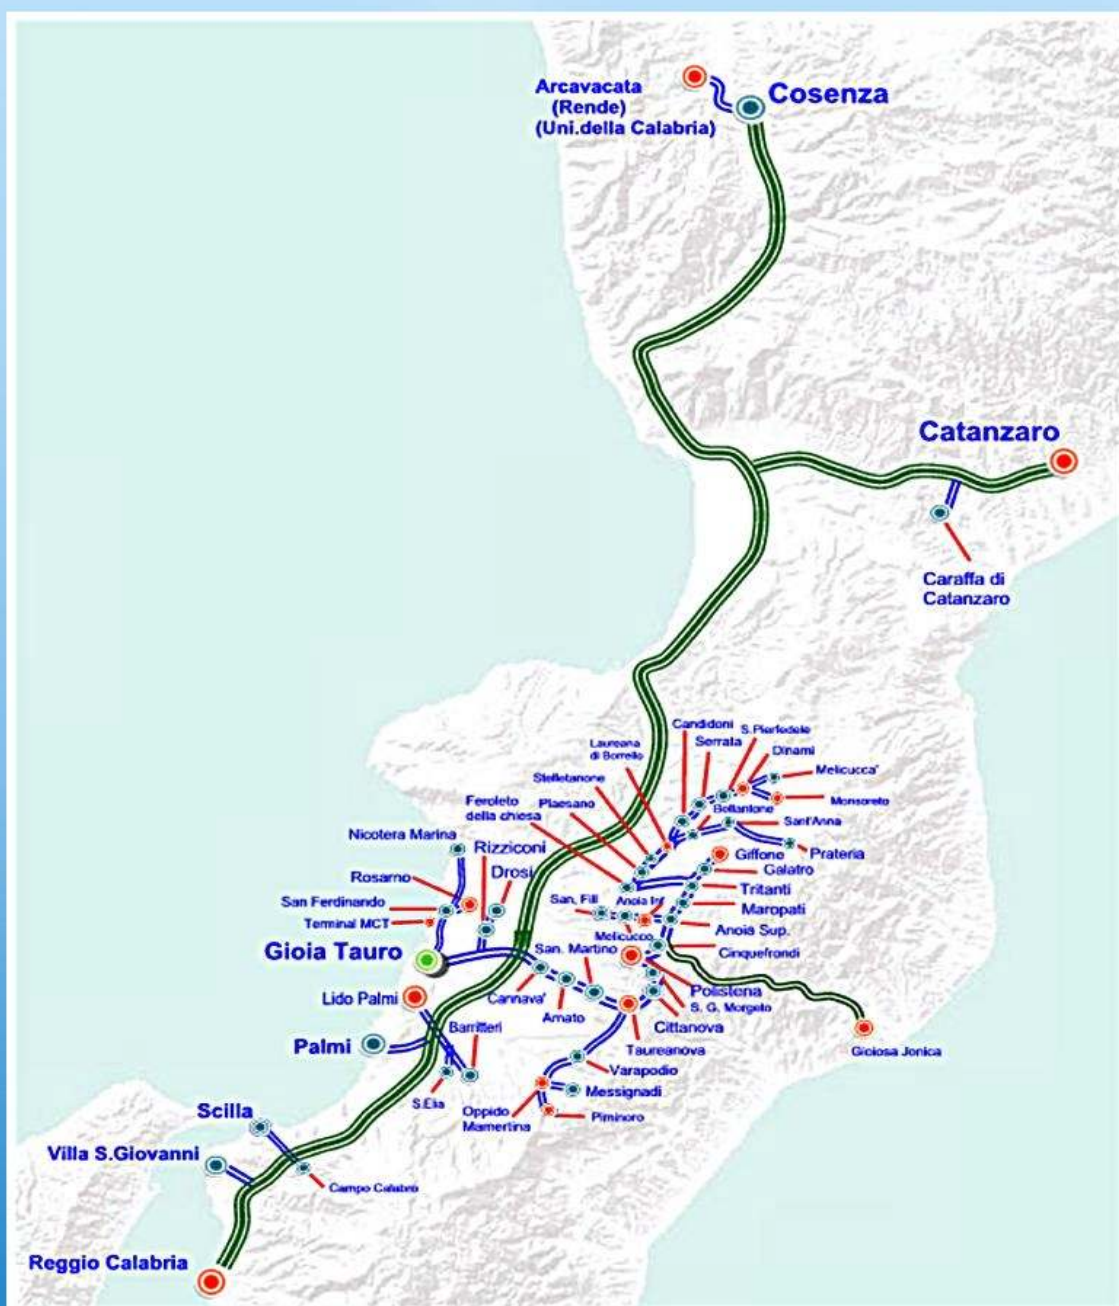 Arcavacata
(Rende)
(Uni.della Calabria)
Cosenza
Catanzaro
Caraffa di
Catanzaro
Candidoni
S.Pierfedele
Serrata
Dinami
Laureana
di Borrello
Melicucca'
Stelletanone
Monsoreto
Feroleto
della chiesa
Plaesano
Bellantone
Sant'Anna
Nicotera Marina
Rizziconi
Giffone
Prateria
Drosi
Galatro
Rosarno
Tritanti
San Ferdinando
San, Fili
Anoia Inf
Maropati
Terminal MCT
Anoia Sup.
Melicucco
Gioia Tauro
San. Martino
Cinquefrondi
Polistena
Lido Palmi
Cannava'
S. G. Morgeto
Amato
Cittanova
Barritteri
Palmi
Taureanova
Gioiosa Jonica
Varapodio
Messignadi
S.Elia
Oppido
Mamertina
Piminoro
Scilla
Villa S.Giovanni
Campo Calabro
Reggio Calabria